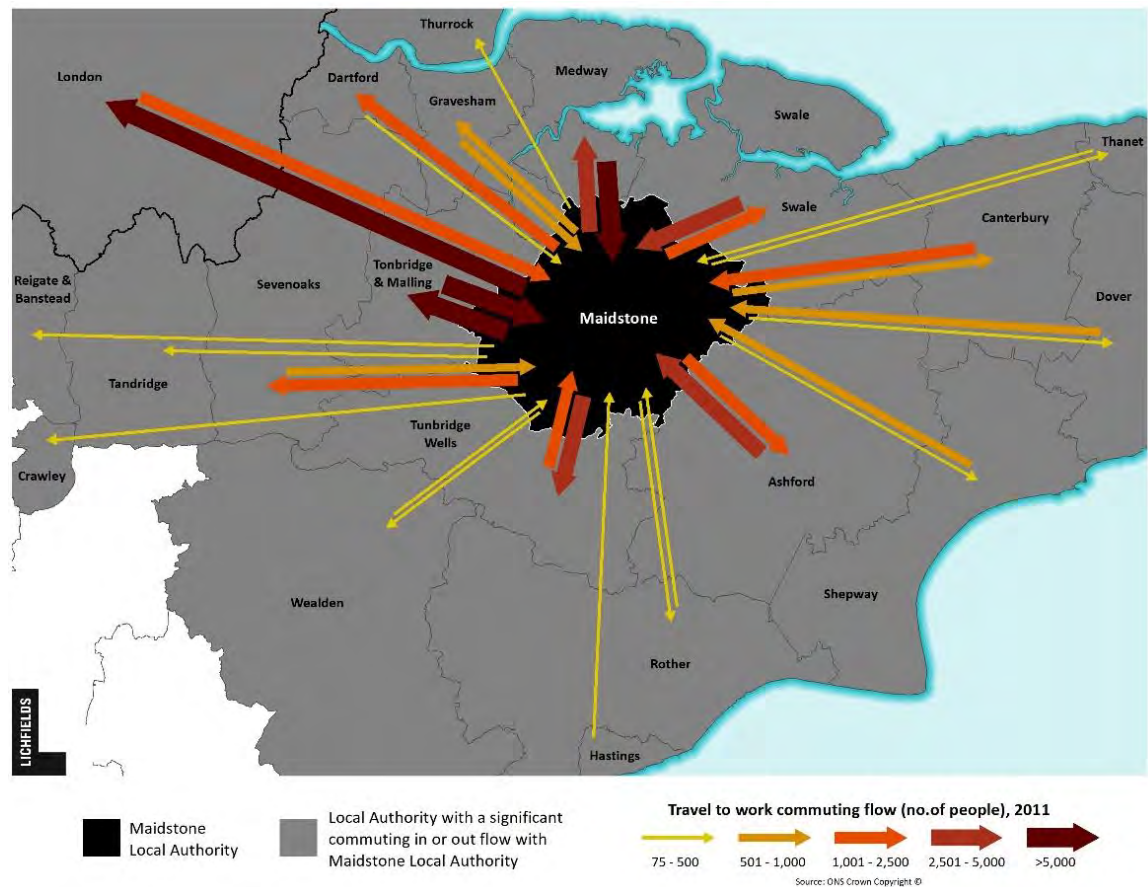 Thurrock
London
Dartford
Medway
Gravesham
Swale
Thanet
Swale
Canterbury
Tonbridge
& Malling
Reigate &
Banstead
Sevenoaks
Dover
Maidstone
Tandridge
Tunbridge
Wells
Crawley
Ashford
Wealden
Shepway
Rother
LICHFIELDS
Hastings
Maidstone
Local Authority
Local Authority with a significant
commuting in or out flow with
Maidstone Local Authority
Travel to work commuting flow (no.of people), 2011
75 - 500
501 - 1,000
1,001 - 2,500
2,501 - 5,000
>5,000
Source: ONS Crown Copyright ©